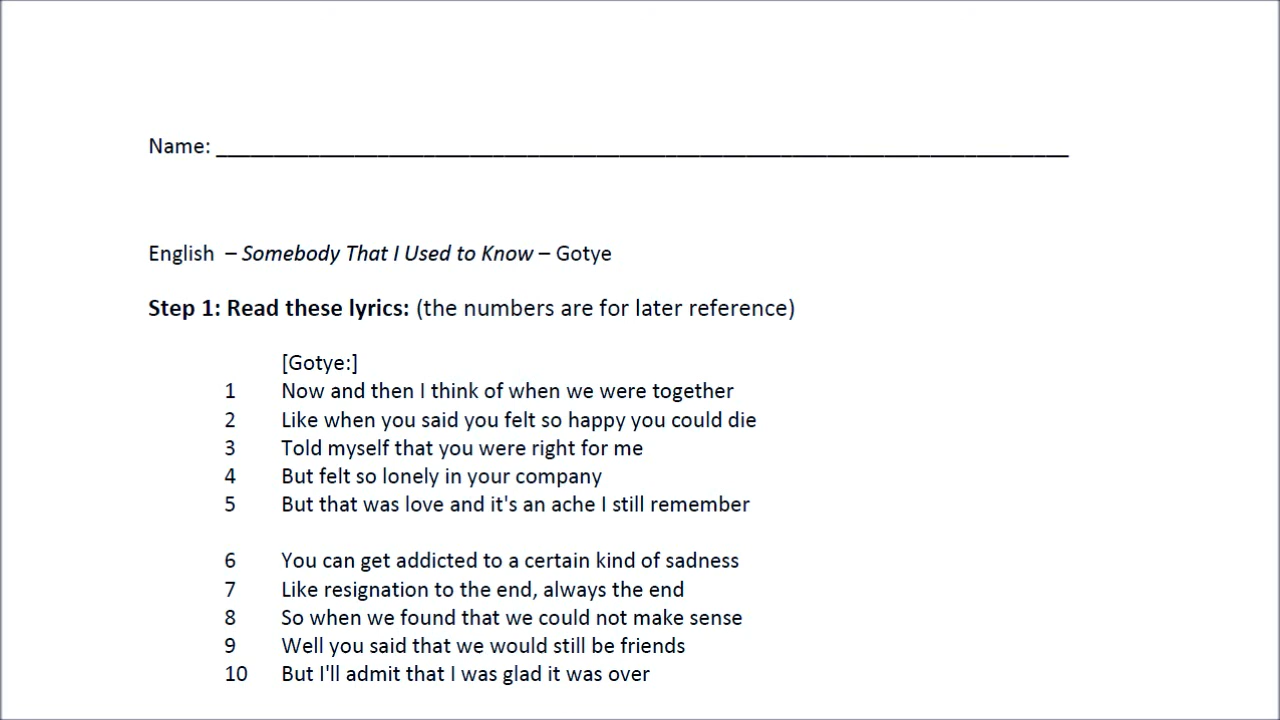 Name: ______________________________________________________________________
English – Somebody That I Used to Know – Gotye
Step 1: Read these lyrics: (the numbers are for later reference)
[Gotye:]
1 Now and then I think of when we were together
2 Like when you said you felt so happy you could die
3 Told myself that you were right for me
4 But felt so lonely in your company
5 But that was love and it's an ache I still remember
6 You can get addicted to a certain kind of sadness
7 Like resignation to the end, always the end
8 So when we found that we could not make sense
9 Well you said that we would still be friends
10 But I'll admit that I was glad it was over